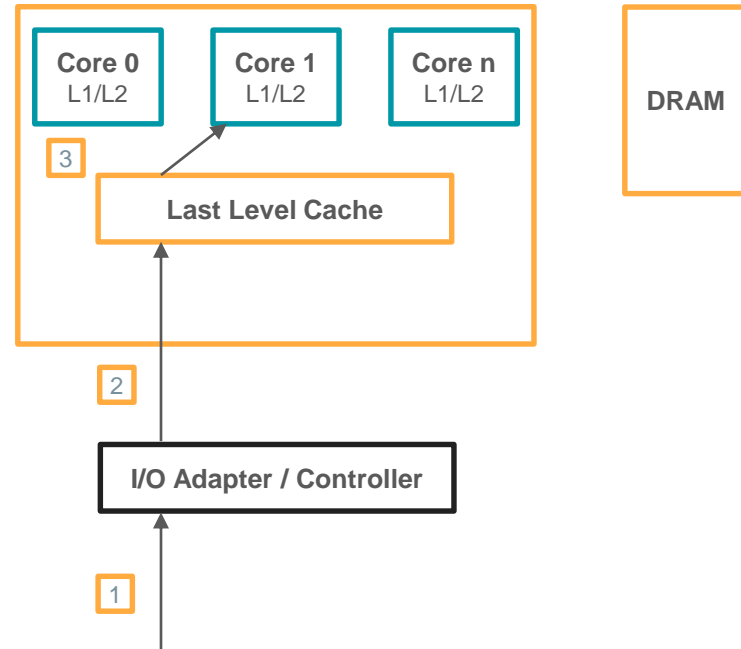 Core 0
L1/L2
Core 1
L1/L2
Core n
L1/L2
DRAM
3
Last Level Cache
2
I/O Adapter / Controller
1